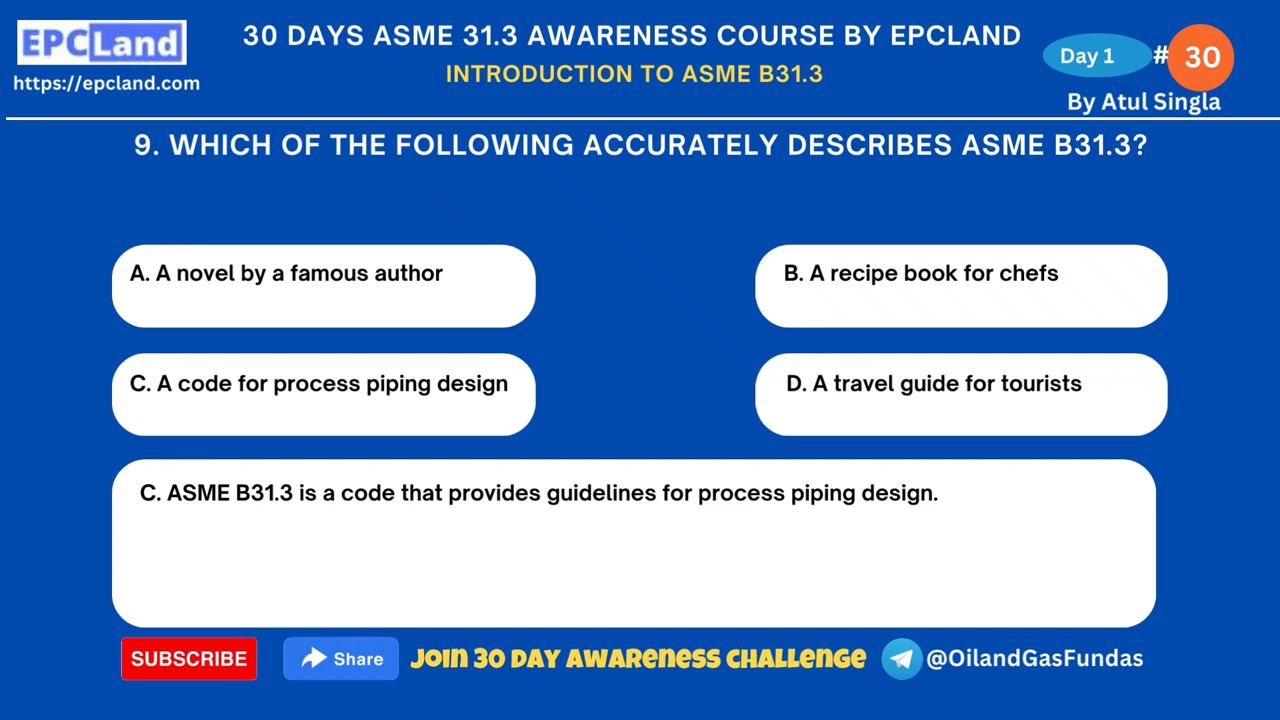 EPCLand
https://epcland.com
30 DAYS ASME 31.3 AWARENESS COURSE BY EPCLAND
INTRODUCTION TO ASME B31.3
Day 1 # 30
By Atul Singla
9. WHICH OF THE FOLLOWING ACCURATELY DESCRIBES ASME B31.3?
A. A novel by a famous author
B. A recipe book for chefs
C. A code for process piping design
D. A travel guide for tourists
C. ASME B31.3 is a code that provides guidelines for process piping design.
SUBSCRIBE
Share
Join 30 Day Awareness Challenge
@OilandGasFundas